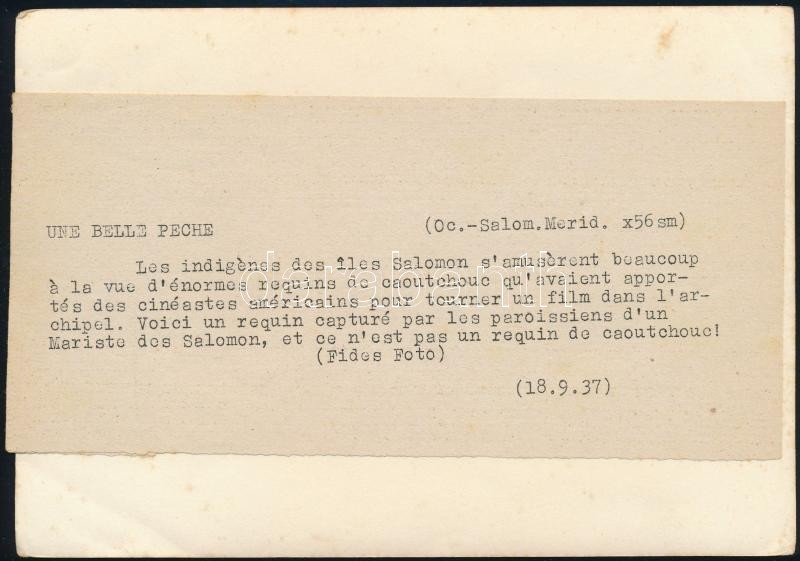 UNE BELLE PECHE (Oc.-Salom.Merid. x56sm)
Les indigènes des îles Salomon s'amusèrent beaucoup
à la vue d'énormes requins de caoutchouc qu'avaient appor-
tés des cinéastes américains pour tourner un film dans l'ar-
chipel. Voici un requin capturé par les paroissiens d'un
Mariste des Salomon, et ce n'est pas un requin de caoutchouc!
(Fides Foto)
(18.9.37)
darabanth